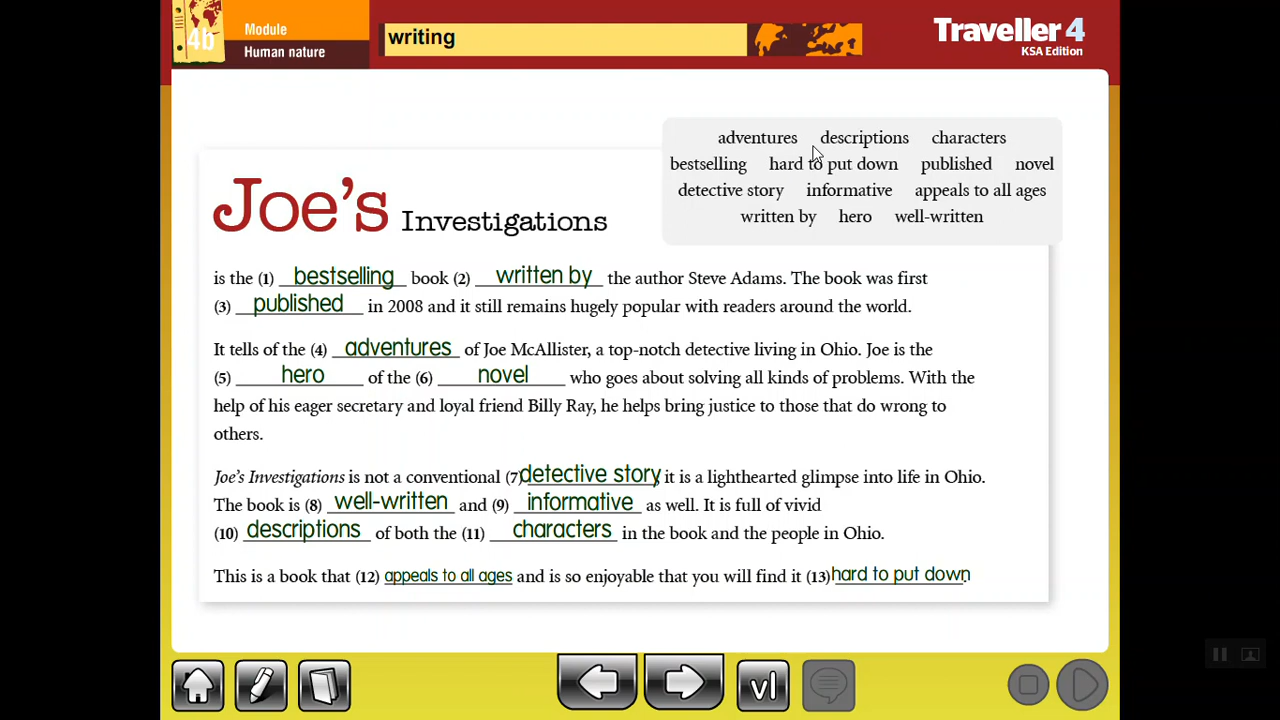 4b
Module
Human nature
writing
Traveller 4
KSA Edition
adventures descriptions characters
bestselling hard to put down published novel
detective story informative appeals to all ages
written by hero well-written
Joe's Investigations
is the (1) bestselling book (2) written by the author Steve Adams. The book was first
(3) published in 2008 and it still remains hugely popular with readers around the world.
It tells of the (4) adventures of Joe McAllister, a top-notch detective living in Ohio. Joe is the
(5) hero of the (6) novel who goes about solving all kinds of problems. With the
help of his eager secretary and loyal friend Billy Ray, he helps bring justice to those that do wrong to
others.
Joe's Investigations is not a conventional (7) detective story, it is a lighthearted glimpse into life in Ohio.
The book is (8) well-written and (9) informative as well. It is full of vivid
(10) descriptions of both the (11) characters in the book and the people in Ohio.
This is a book that (12) appeals to all ages and is so enjoyable that you will find it (13) hard to put down.
vl